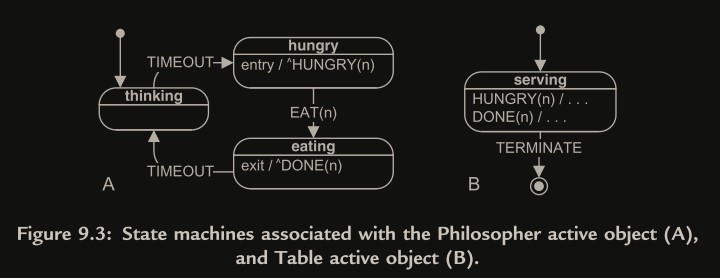 hungry
TIMEOUT
entry / ^HUNGRY(n)
thinking
EAT(n)
eating
TIMEOUT
exit / ^DONE(n)
A
serving
HUNGRY(n) / . . .
DONE(n) / . . .
TERMINATE
B
Figure 9.3: State machines associated with the Philosopher active object (A),
and Table active object (B).